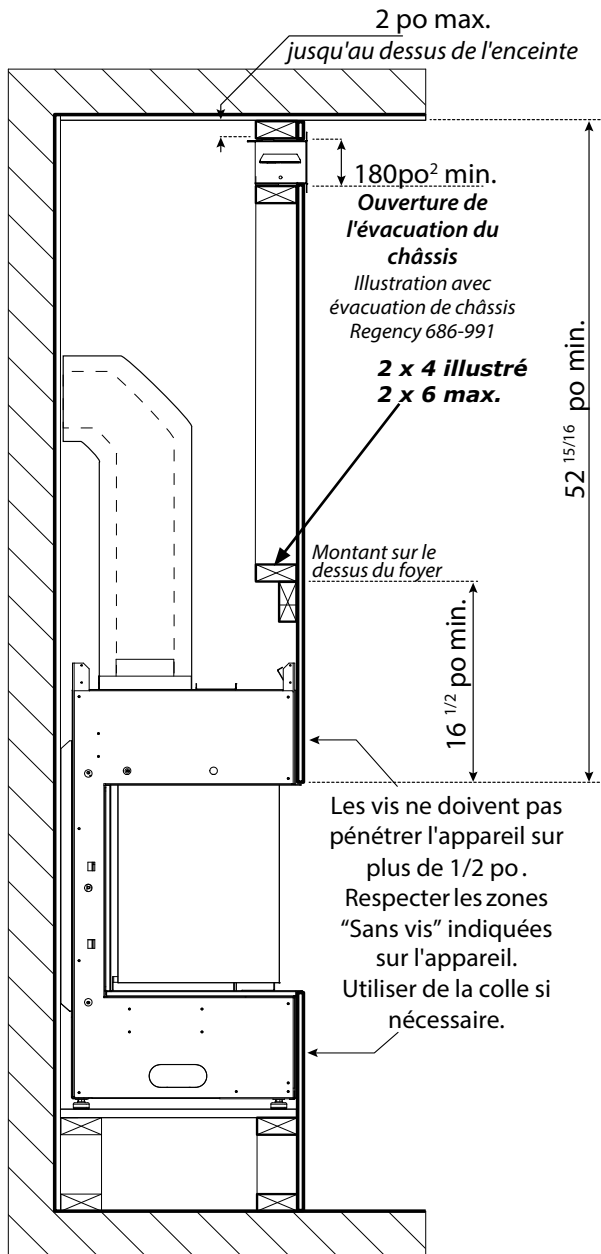 2 po max.
jusqu'au dessus de l'enceinte
180po² min.
Ouverture de
l'évacuation du
châssis
Illustration avec
évacuation de châssis
Regency 686-991
2 x 4 illustré
2 x 6 max.
52 15/16 po min.
Montant sur le
dessus du foyer
16 1/2 po min.
Les vis ne doivent pas
pénétrer l'appareil sur
plus de 1/2 po.
Respecter les zones
“Sans vis” indiquées
sur l'appareil.
Utiliser de la colle si
nécessaire.